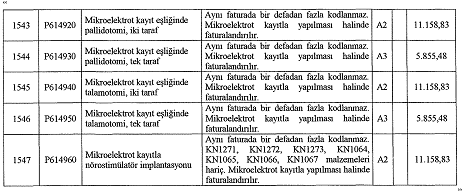 “
1543 P614920 Mikroelektrot kayıt eşliğinde pallidotomi, iki taraf Aynı faturada bir defadan fazla kodlanmaz. Mikroelektrot kayıtla yapılması halinde faturalandırılır. A2 11.158,83
1544 P614930 Mikroelektrot kayıt eşliğinde pallidotomi, tek taraf Aynı faturada bir defadan fazla kodlanmaz. Mikroelektrot kayıtla yapılması halinde faturalandırılır. A3 5.855,48
1545 P614940 Mikroelektrot kayıt eşliğinde talamotomi, iki taraf Aynı faturada bir defadan fazla kodlanmaz. Mikroelektrot kayıtla yapılması halinde faturalandırılır. A2 11.158,83
1546 P614950 Mikroelektrot kayıt eşliğinde talamotomi, tek taraf Aynı faturada bir defadan fazla kodlanmaz. Mikroelektrot kayıtla yapılması halinde faturalandırılır. A3 5.855,48
1547 P614960 Mikroelektrot kayıtla nörostimülatör implantasyonu Aynı faturada bir defadan fazla kodlanmaz. KN1271, KN1272, KN1273, KN1064, KN1065, KN1066, KN1067 malzemeleri hariç. Mikroelektrot kayıtla yapılması halinde faturalandırılır. A2 11.158,83
”